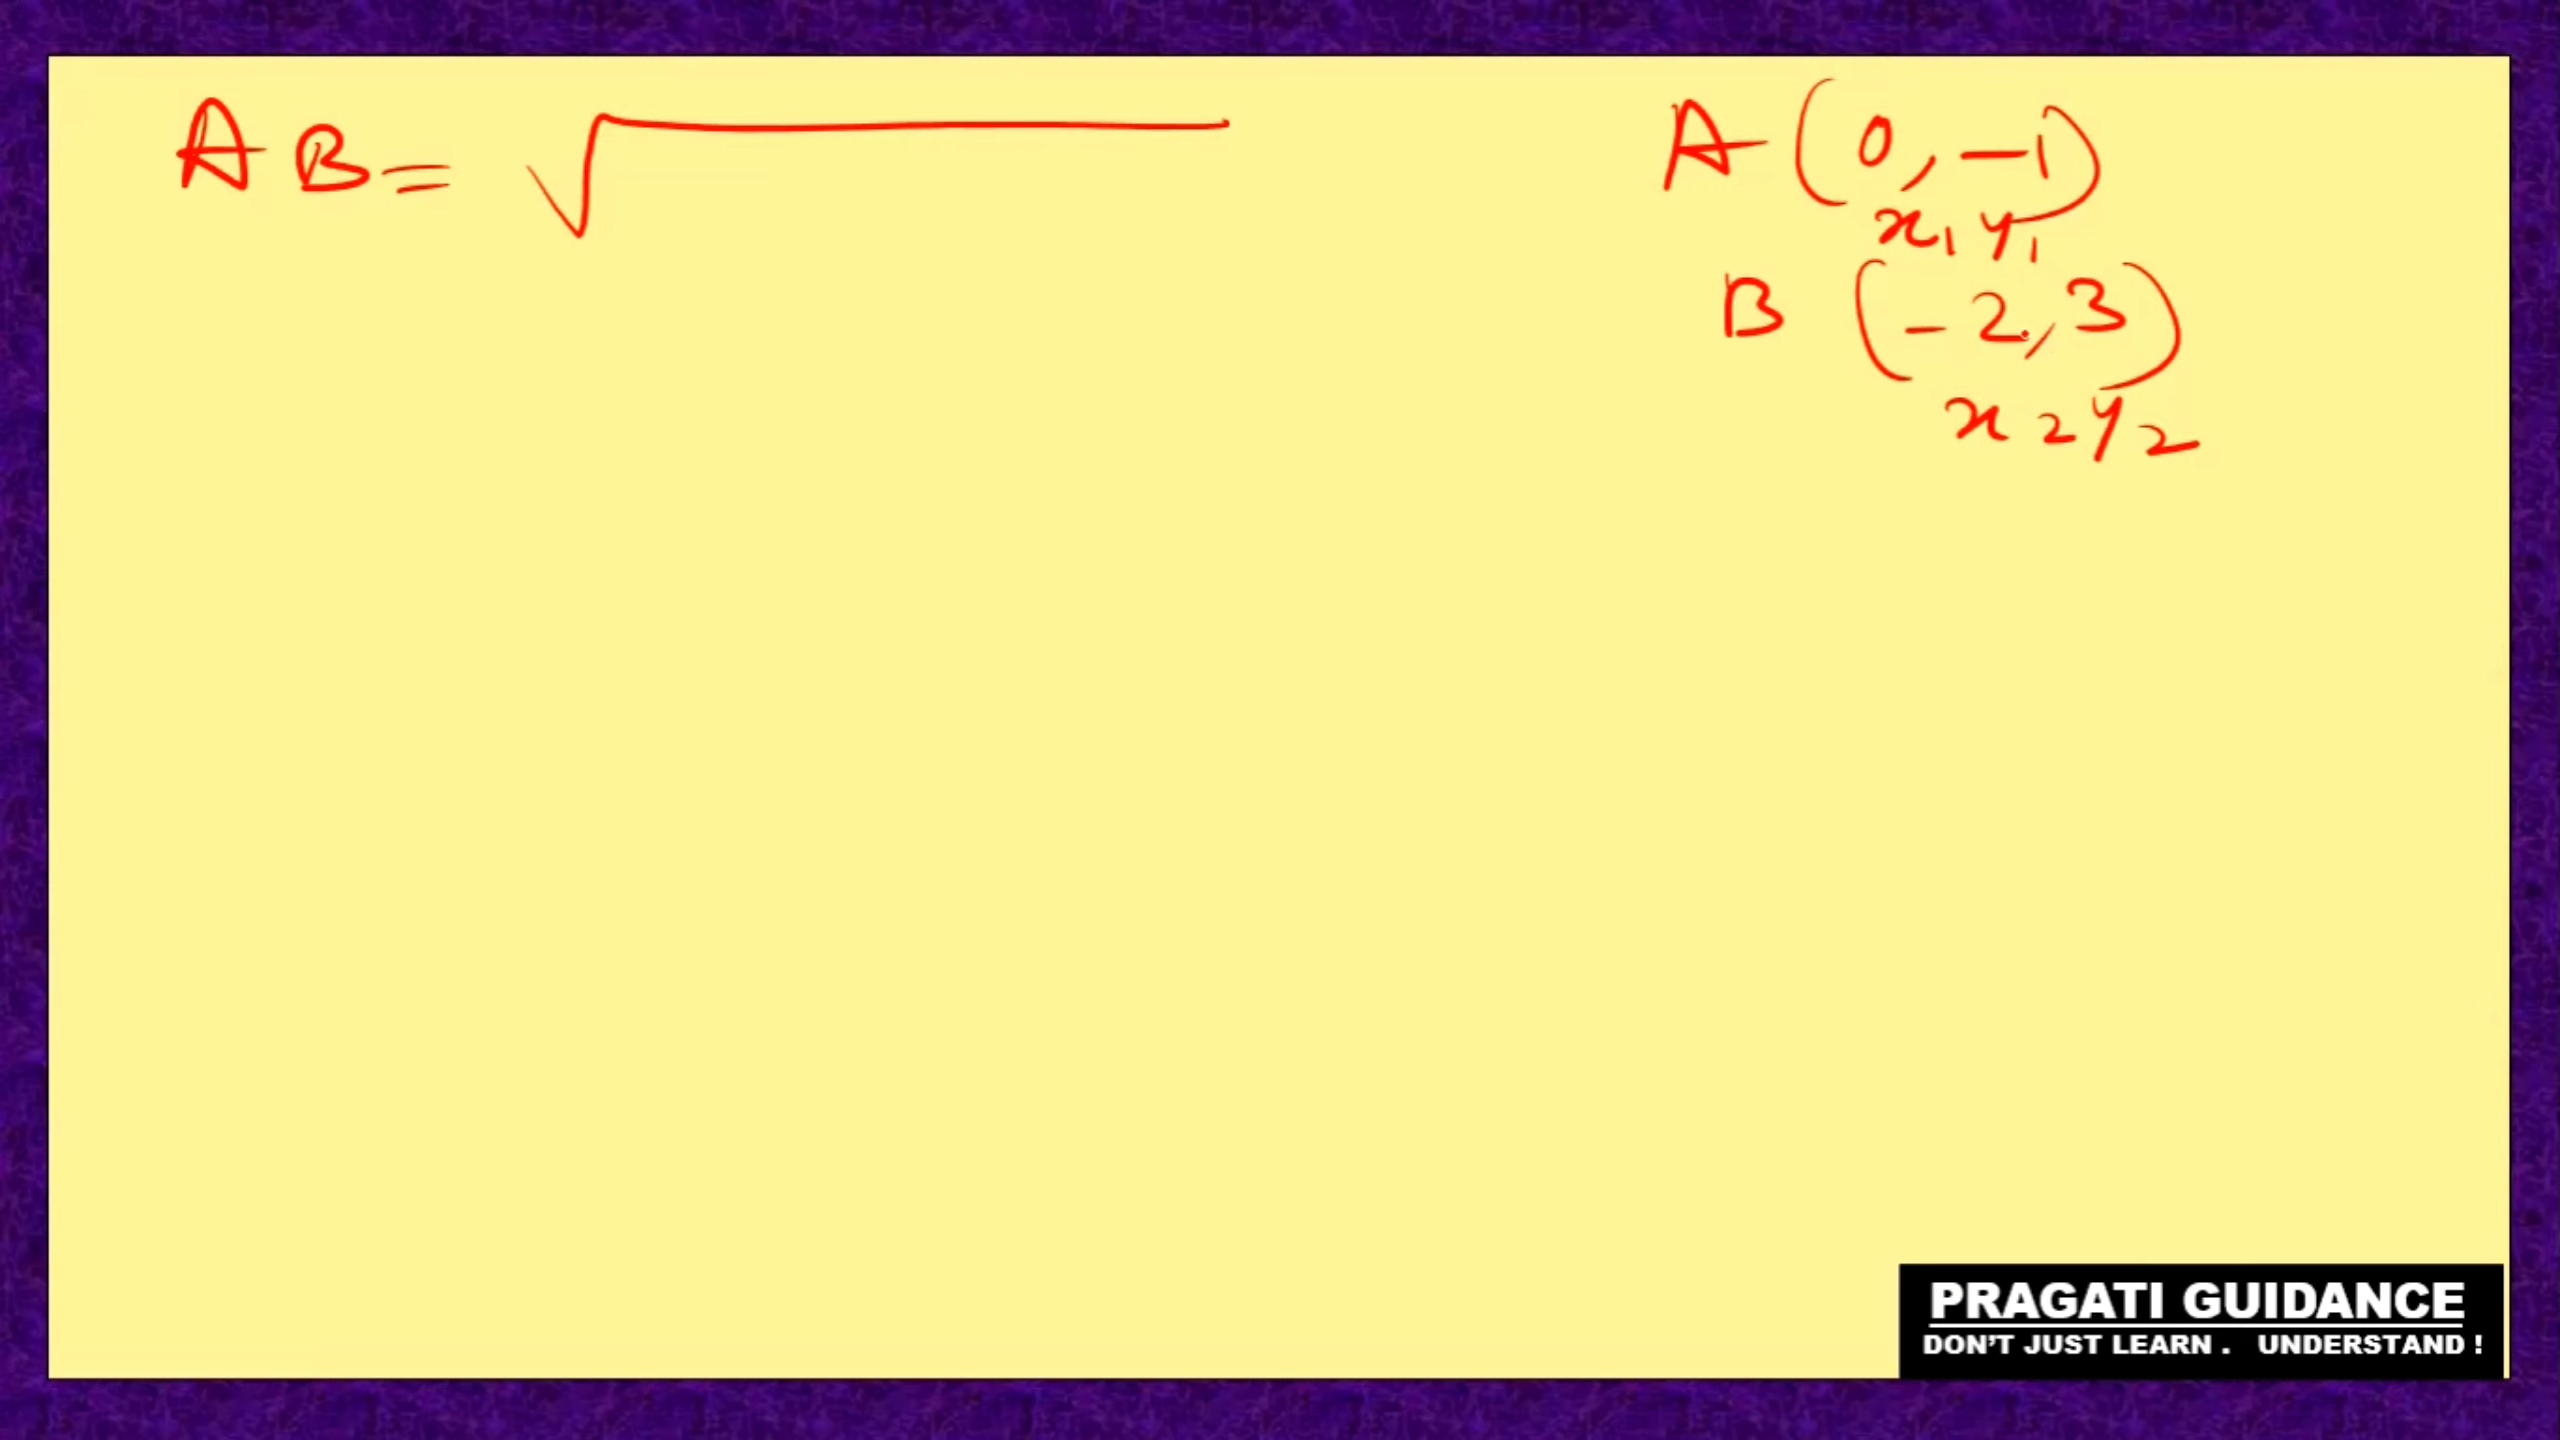 AB = √
A (0, -1)
x₁ y₁
B (-2, 3)
x₂ y₂
PRAGATI GUIDANCE
DON'T JUST LEARN . UNDERSTAND !